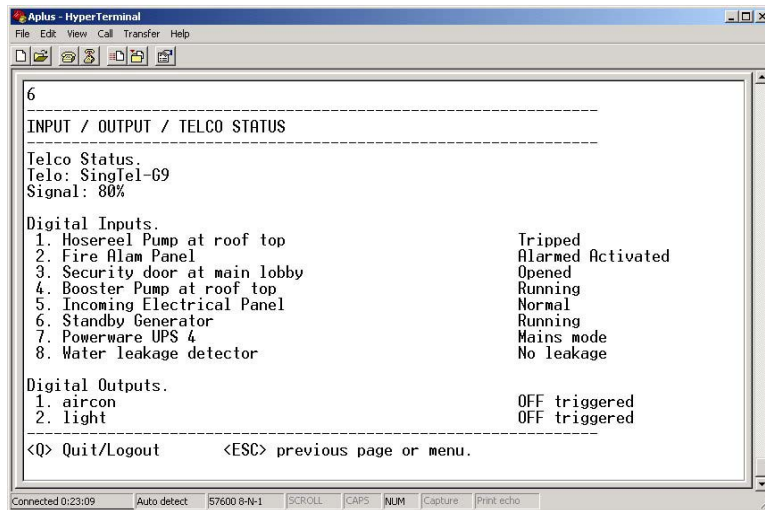 Aplus - HyperTerminal
File Edit View Call Transfer Help
6
INPUT / OUTPUT / TELCO STATUS
Telco Status.
Telo: SingTel-G9
Signal: 80%
Digital Inputs.
1. Hosereel Pump at roof top Tripped
2. Fire Alam Panel Alarmed Activated
3. Security door at main lobby Opened
4. Booster Pump at roof top Running
5. Incoming Electrical Panel Normal
6. Standby Generator Running
7. Powerware UPS 4 Mains mode
8. Water leakage detector No leakage
Digital Outputs.
1. aircon OFF triggered
2. light OFF triggered
<Q> Quit/Logout <ESC> previous page or menu.
Connected 0:23:09 Auto detect 57600 8-N-1 SCROLL CAPS NUM Capture Print echo